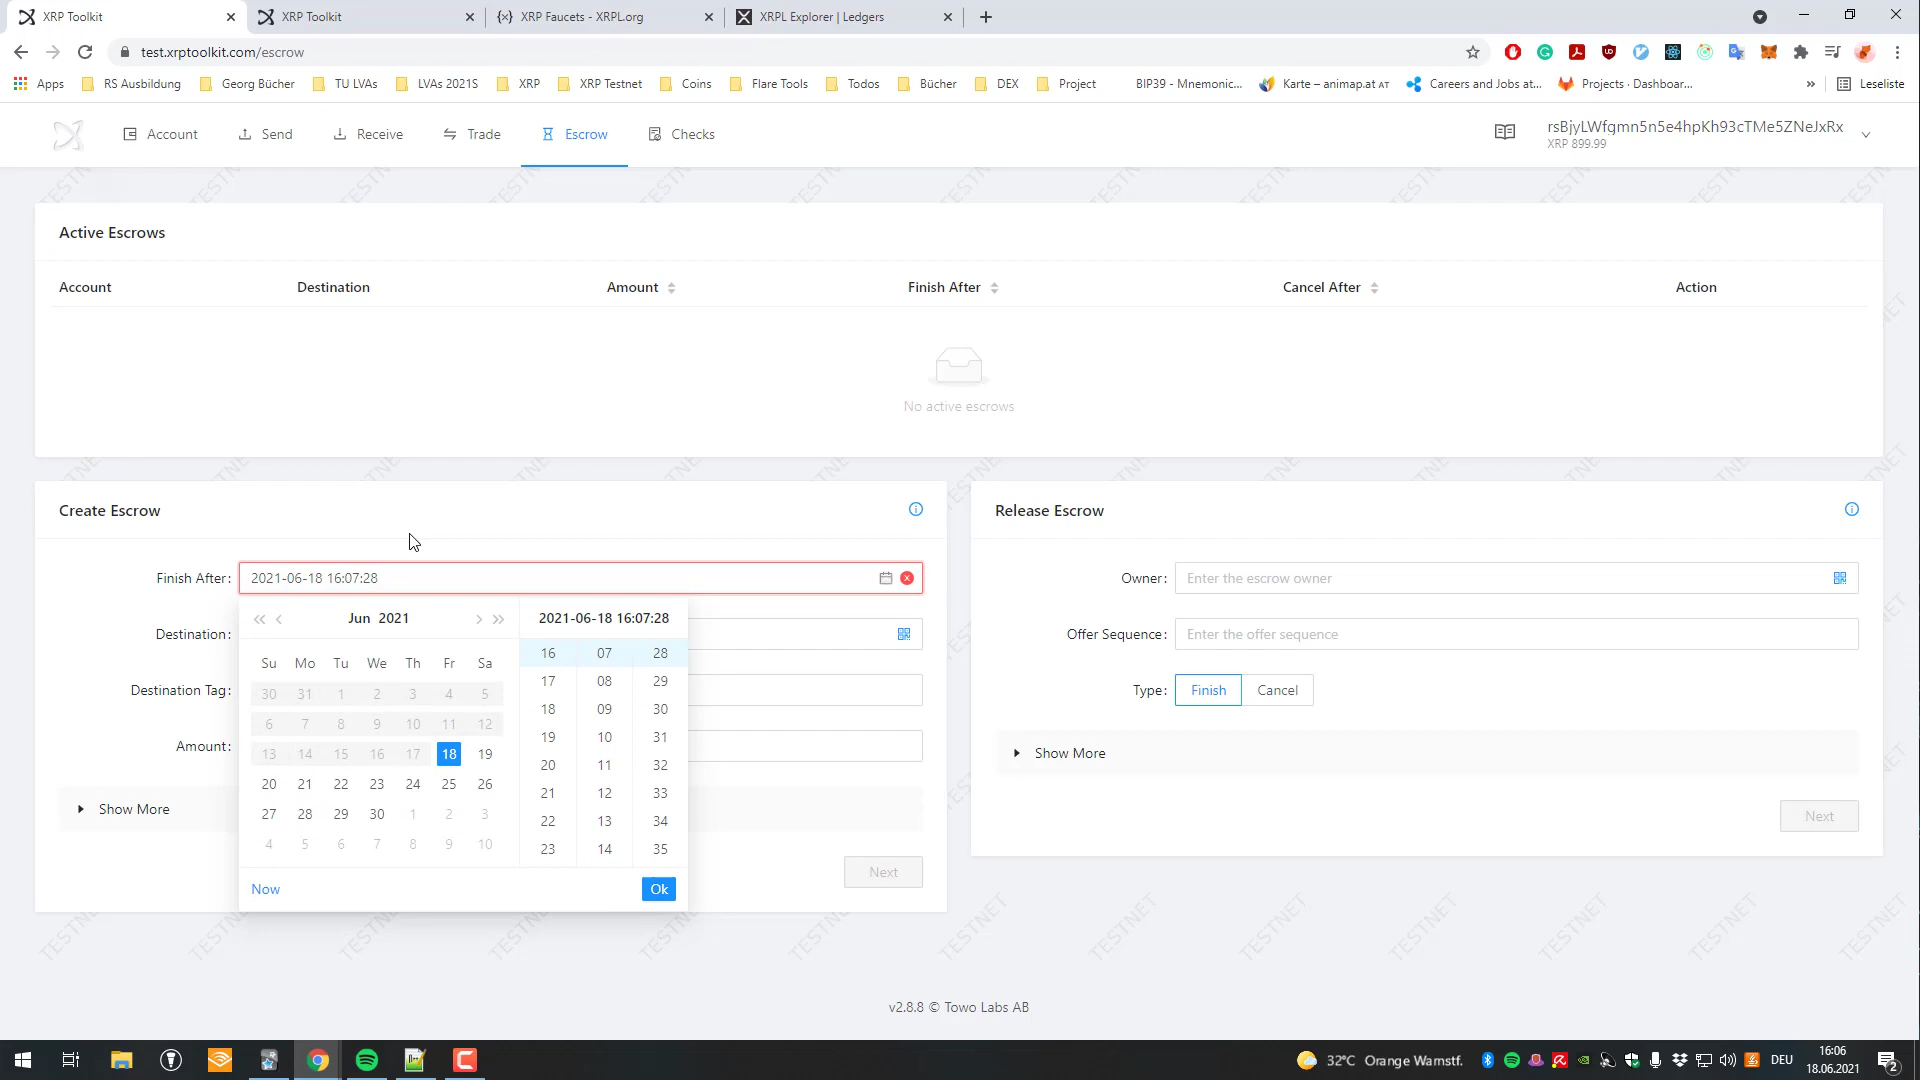 XRP Toolkit
XRP Toolkit
XRP Faucets - XRPL.org
XRPL Explorer | Ledgers
test.xrptoolkit.com/escrow
Apps
RS Ausbildung
Georg Bücher
TU LVAs
LVAs 2021S
XRP
XRP Testnet
Coins
Flare Tools
Todos
Bücher
DEX
Project
BIP39 - Mnemonic...
Karte – animap.at AT
Careers and Jobs at...
Projects · Dashboar...
»
Leseliste
Account
Send
Receive
Trade
Escrow
Checks
rsBjyLWfgmn5n5e4hpKh93cTMe5ZNeJxRx
XRP 899.99
Active Escrows
Account Destination Amount Finish After Cancel After Action
No active escrows
Create Escrow
Finish After: 2021-06-18 16:07:28
Destination:
Destination Tag:
Amount:
Show More
Next
Jun 2021
Su Mo Tu We Th Fr Sa
30 31 1 2 3 4 5
6 7 8 9 10 11 12
13 14 15 16 17 18 19
20 21 22 23 24 25 26
27 28 29 30 1 2 3
4 5 6 7 8 9 10
2021-06-18 16:07:28
16 07 28
17 08 29
18 09 30
19 10 31
20 11 32
21 12 33
22 13 34
23 14 35
Now
Ok
Release Escrow
Owner: Enter the escrow owner
Offer Sequence: Enter the offer sequence
Type: Finish Cancel
Show More
Next
TESTNET
v2.8.8 © Towo Labs AB
32°C Orange Warnstf.
DEU
16:06
18.06.2021
2